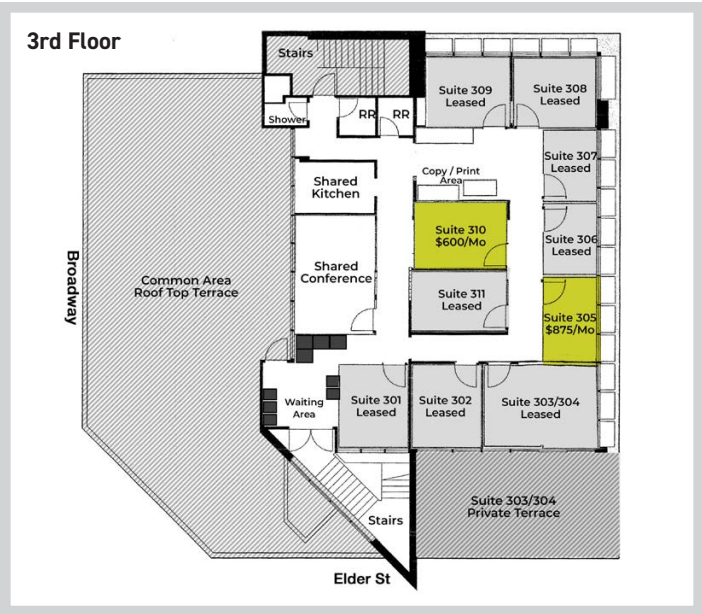 3rd Floor
Stairs
Suite 309
Leased
Suite 308
Leased
Shower
RR
RR
Suite 307
Leased
Copy / Print
Area
Shared
Kitchen
Suite 310
$600/Mo
Suite 306
Leased
Broadway
Common Area
Roof Top Terrace
Shared
Conference
Suite 311
Leased
Suite 305
$875/Mo
Waiting
Area
Suite 301
Leased
Suite 302
Leased
Suite 303/304
Leased
Stairs
Suite 303/304
Private Terrace
Elder St